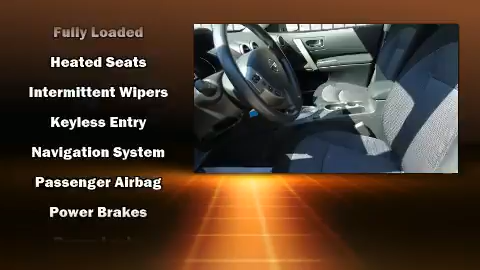 Fully Loaded
Heated Seats
Intermittent Wipers
Keyless Entry
Navigation System
Passenger Airbag
Power Brakes